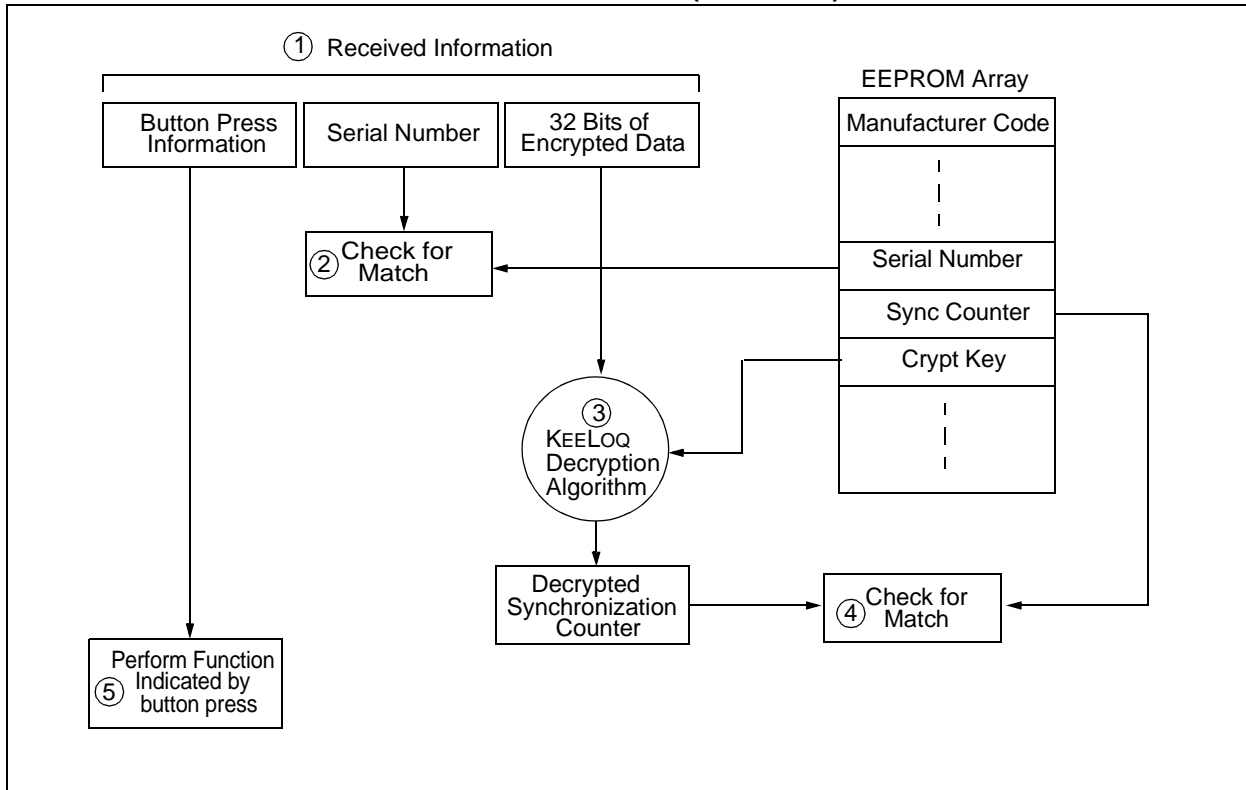 ① Received Information
EEPROM Array
Button Press
Information
Serial Number
32 Bits of
Encrypted Data
Manufacturer Code
② Check for
Match
Serial Number
Sync Counter
Crypt Key
③
KEELOQ
Decryption
Algorithm
Decrypted
Synchronization
Counter
④ Check for
Match
Perform Function
⑤ Indicated by
button press